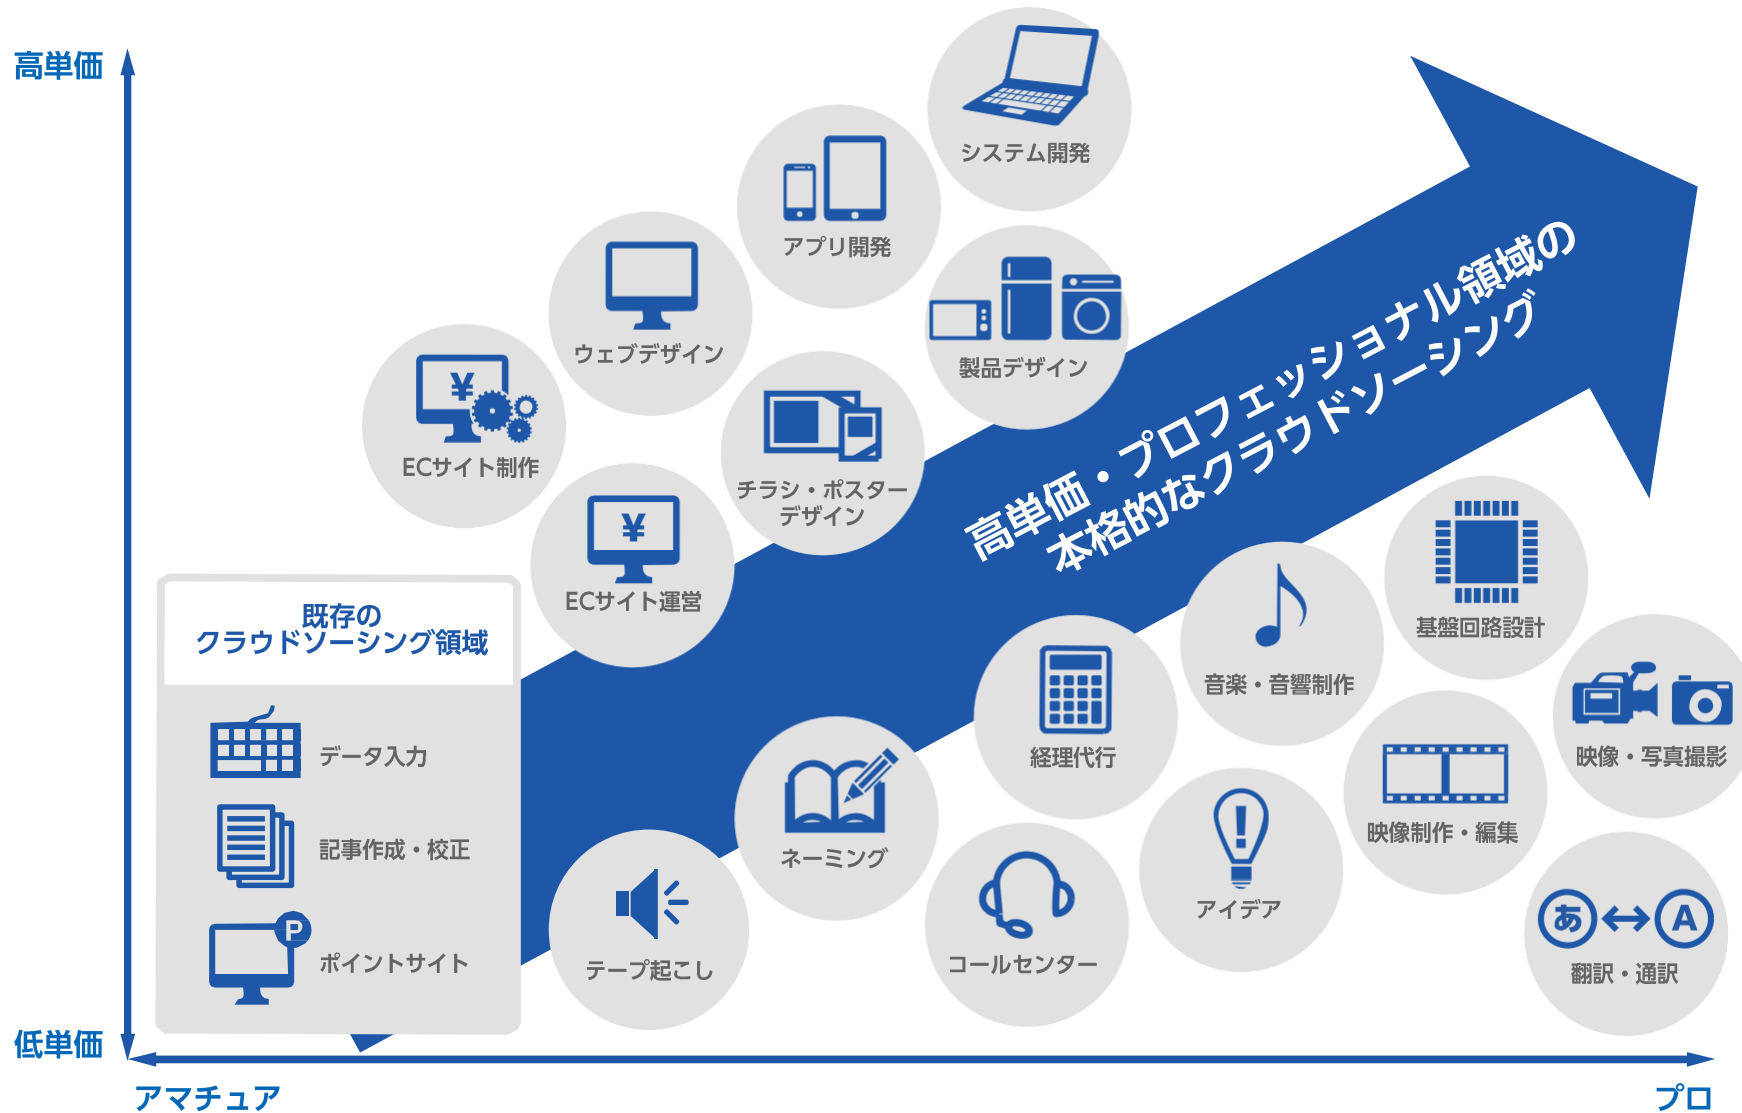 高単価
システム開発
アプリ開発
ウェブデザイン
製品デザイン
ECサイト制作
チラシ・ポスター
デザイン
¥
¥
ECサイト運営
高単価・プロフェッショナル領域の
本格的なクラウドソーシング
既存の
クラウドソーシング領域
データ入力
記事作成・校正
P
ポイントサイト
基盤回路設計
音楽・音響制作
経理代行
映像・写真撮影
映像制作・編集
ネーミング
!
アイデア
テープ起こし
コールセンター
あ
A
翻訳・通訳
低単価
アマチュア
プロ